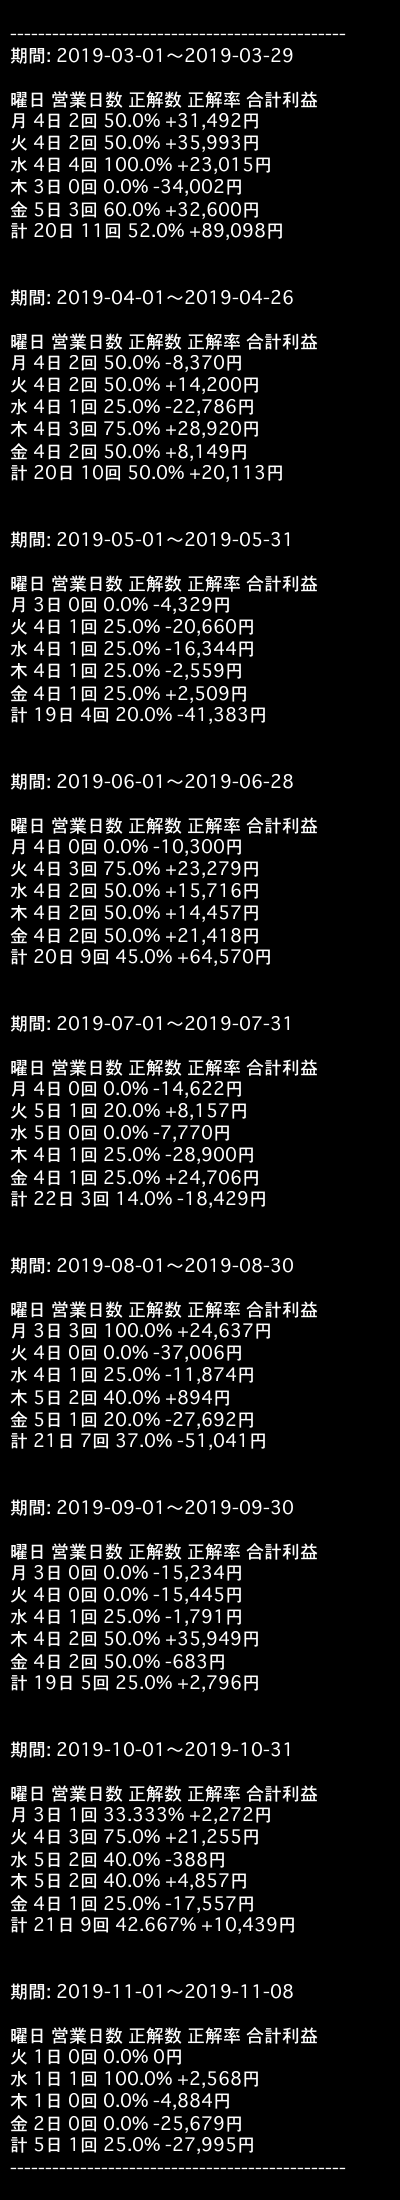 ------------------------------------------------
期間: 2019-03-01〜2019-03-29
曜日 営業日数 正解数 正解率 合計利益
月 4日 2回 50.0% +31,492円
火 4日 2回 50.0% +35,993円
水 4日 4回 100.0% +23,015円
木 3日 0回 0.0% -34,002円
金 5日 3回 60.0% +32,600円
計 20日 11回 52.0% +89,098円
期間: 2019-04-01〜2019-04-26
曜日 営業日数 正解数 正解率 合計利益
月 4日 2回 50.0% -8,370円
火 4日 2回 50.0% +14,200円
水 4日 1回 25.0% -22,786円
木 4日 3回 75.0% +28,920円
金 4日 2回 50.0% +8,149円
計 20日 10回 50.0% +20,113円
期間: 2019-05-01〜2019-05-31
曜日 営業日数 正解数 正解率 合計利益
月 3日 0回 0.0% -4,329円
火 4日 1回 25.0% -20,660円
水 4日 1回 25.0% -16,344円
木 4日 1回 25.0% -2,559円
金 4日 1回 25.0% +2,509円
計 19日 4回 20.0% -41,383円
期間: 2019-06-01〜2019-06-28
曜日 営業日数 正解数 正解率 合計利益
月 4日 0回 0.0% -10,300円
火 4日 3回 75.0% +23,279円
水 4日 2回 50.0% +15,716円
木 4日 2回 50.0% +14,457円
金 4日 2回 50.0% +21,418円
計 20日 9回 45.0% +64,570円
期間: 2019-07-01〜2019-07-31
曜日 営業日数 正解数 正解率 合計利益
月 4日 0回 0.0% -14,622円
火 5日 1回 20.0% +8,157円
水 5日 0回 0.0% -7,770円
木 4日 1回 25.0% -28,900円
金 4日 1回 25.0% +24,706円
計 22日 3回 14.0% -18,429円
期間: 2019-08-01〜2019-08-30
曜日 営業日数 正解数 正解率 合計利益
月 3日 3回 100.0% +24,637円
火 4日 0回 0.0% -37,006円
水 4日 1回 25.0% -11,874円
木 5日 2回 40.0% +894円
金 5日 1回 20.0% -27,692円
計 21日 7回 37.0% -51,041円
期間: 2019-09-01〜2019-09-30
曜日 営業日数 正解数 正解率 合計利益
月 3日 0回 0.0% -15,234円
火 4日 0回 0.0% -15,445円
水 4日 1回 25.0% -1,791円
木 4日 2回 50.0% +35,949円
金 4日 2回 50.0% -683円
計 19日 5回 25.0% +2,796円
期間: 2019-10-01〜2019-10-31
曜日 営業日数 正解数 正解率 合計利益
月 3日 1回 33.333% +2,272円
火 4日 3回 75.0% +21,255円
水 5日 2回 40.0% -388円
木 5日 2回 40.0% +4,857円
金 4日 1回 25.0% -17,557円
計 21日 9回 42.667% +10,439円
期間: 2019-11-01〜2019-11-08
曜日 営業日数 正解数 正解率 合計利益
火 1日 0回 0.0% 0円
水 1日 1回 100.0% +2,568円
木 1日 0回 0.0% -4,884円
金 2日 0回 0.0% -25,679円
計 5日 1回 25.0% -27,995円
------------------------------------------------